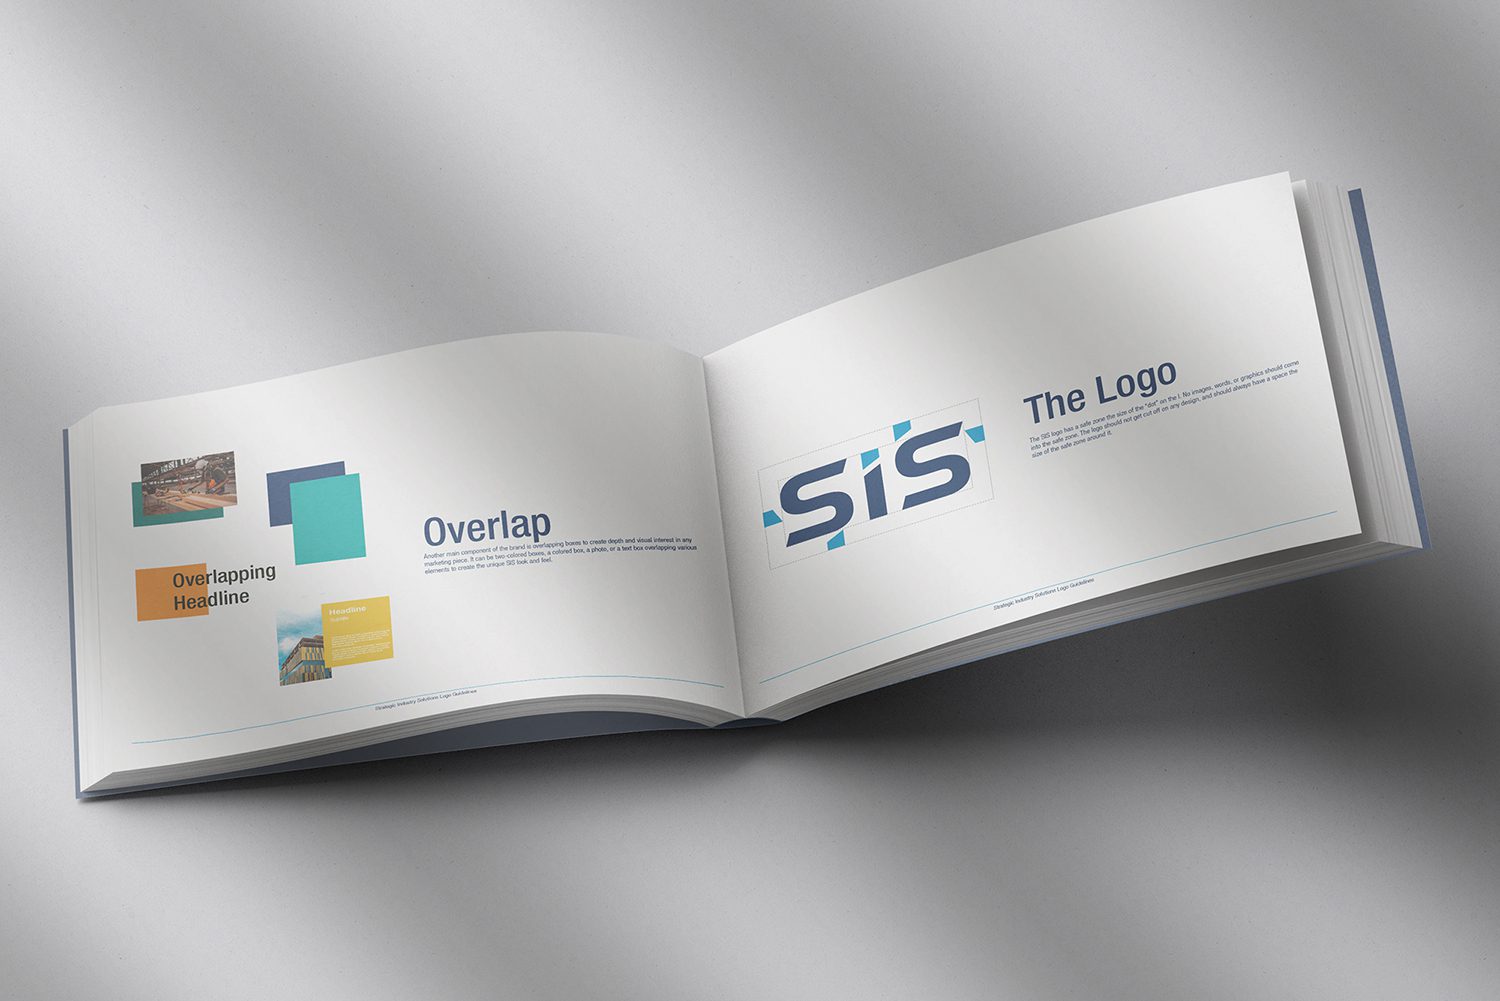 Overlapping
Headline
Headline
Overlap
Another main component of the brand is overlapping boxes to create depth and visual interest in any
marketing piece. It can be two-colored boxes, a colored box, a photo, or a text box overlapping various
elements to create the unique SIS look and feel.
Strategic Industry Solutions Logo Guidelines
SIS
The Logo
The SIS logo has a safe zone the size of the "dot" on the I. No images, words, or graphics should come
into the safe zone. The logo should not get cut off on any design, and should always have a space the
size of the safe zone around it.
Strategic Industry Solutions Logo Guidelines